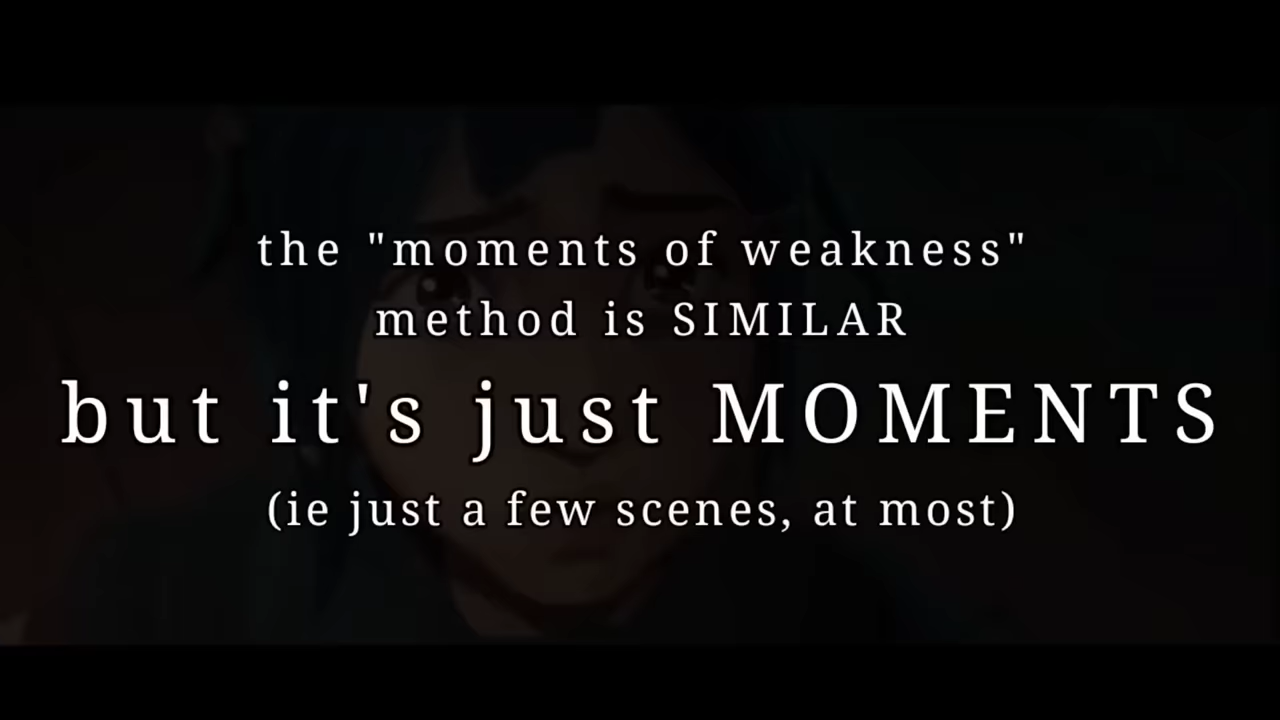 the "moments of weakness"
method is SIMILAR
but it's just MOMENTS
(ie just a few scenes, at most)